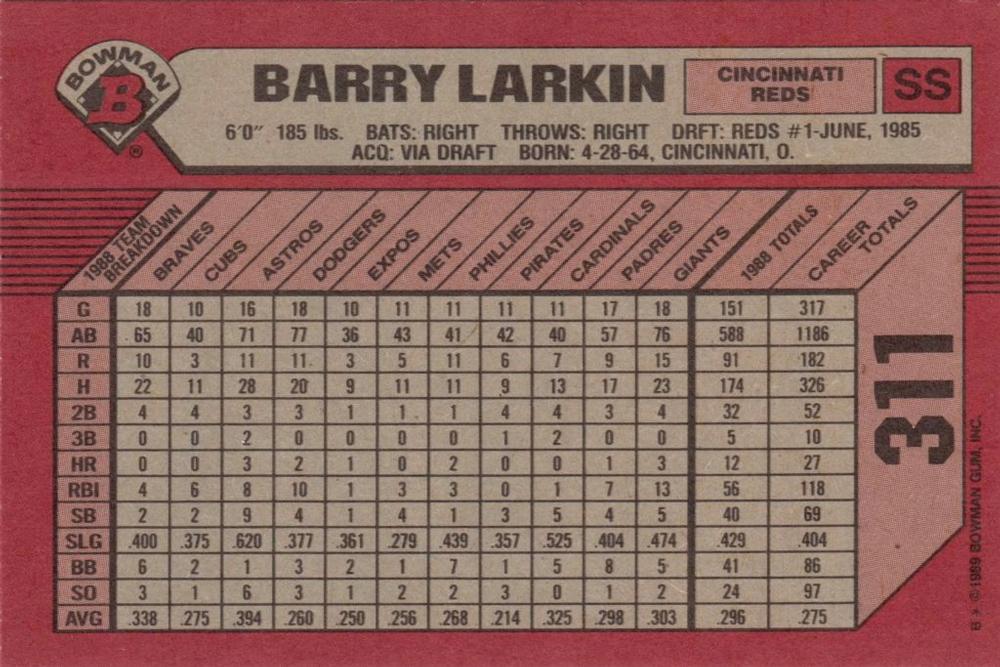 BOWMAN
B
®
BARRY LARKIN
CINCINNATI
REDS
SS
6'0" 185 lbs. BATS: RIGHT THROWS: RIGHT DRFT: REDS #1-JUNE, 1985
ACQ: VIA DRAFT BORN: 4-28-64, CINCINNATI, O.
1988 TEAM BREAKDOWN BRAVES CUBS ASTROS DODGERS EXPOS METS PHILLIES PIRATES CARDINALS PADRES GIANTS 1988 TOTALS CAREER TOTALS
G 18 10 16 18 10 11 11 11 11 17 18 151 317
AB 65 40 71 77 36 43 41 42 40 57 76 588 1186
R 10 3 11 11 3 5 11 6 7 9 15 91 182
H 22 11 28 20 9 11 11 9 13 17 23 174 326
2B 4 4 3 3 1 1 1 4 4 3 4 32 52
3B 0 0 2 0 0 0 0 1 2 0 0 5 10
HR 0 0 3 2 1 0 2 0 0 1 3 12 27
RBI 4 6 8 10 1 3 3 0 1 7 13 56 118
SB 2 2 9 4 1 4 1 3 5 4 5 40 69
SLG .400 .375 .620 .377 .361 .279 .439 .357 .525 .404 .474 .429 .404
BB 6 2 1 3 2 1 7 1 5 8 5 41 86
SO 3 1 6 3 1 2 2 3 0 1 2 24 97
AVG .338 .275 .394 .260 .250 .256 .268 .214 .325 .298 .303 .296 .275
311
B * © 1989 BOWMAN GUM, INC.